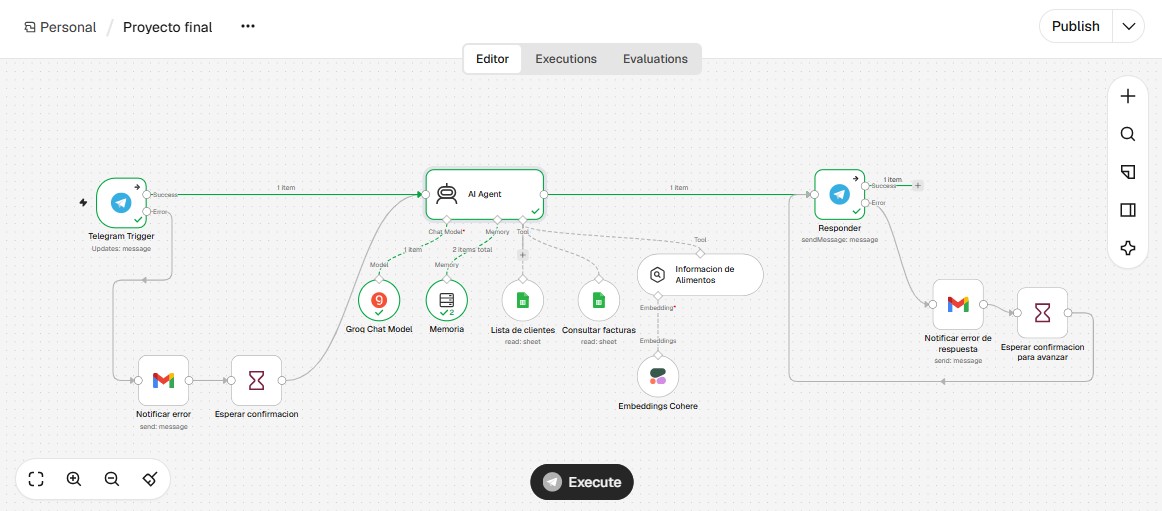 Personal / Proyecto final ...
Publish
Editor Executions Evaluations
Success
Error
Telegram Trigger
Updates: message
1 item
AI Agent
Chat Model*
Memory
Tool
1 item
2 items total
Model
Memory
Tool
Groq Chat Model
Memoria
2
Lista de clientes
read: sheet
Consultar facturas
read: sheet
Informacion de
Alimentos
Embedding*
Embeddings
Embeddings Cohere
1 item
Success
Error
1 item
Responder
sendMessage: message
Notificar error de
respuesta
send: message
Esperar confirmacion
para avanzar
Notificar error
send: message
Esperar confirmacion
Execute